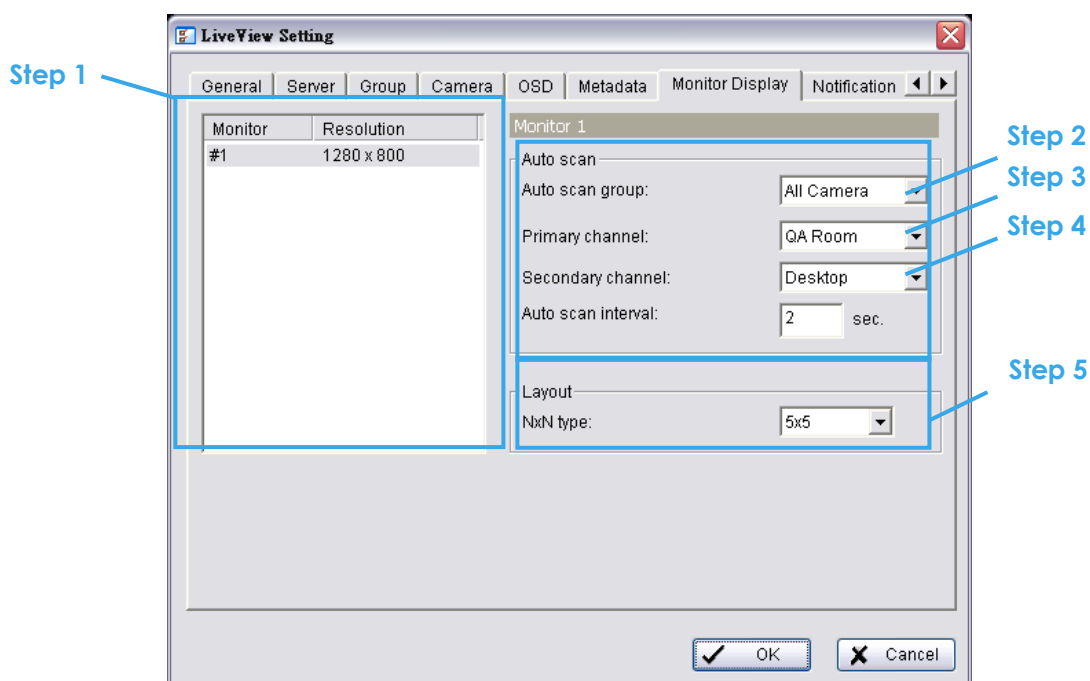 LiveView Setting
Step 1
General Server Group Camera OSD Metadata Monitor Display Notification
Monitor Resolution
#1 1280 x 800
Monitor 1
Auto scan
Auto scan group: All Camera
Step 2
Primary channel: QA Room
Step 3
Secondary channel: Desktop
Step 4
Auto scan interval: 2 sec.
Layout
NxN type: 5x5
Step 5
OK Cancel